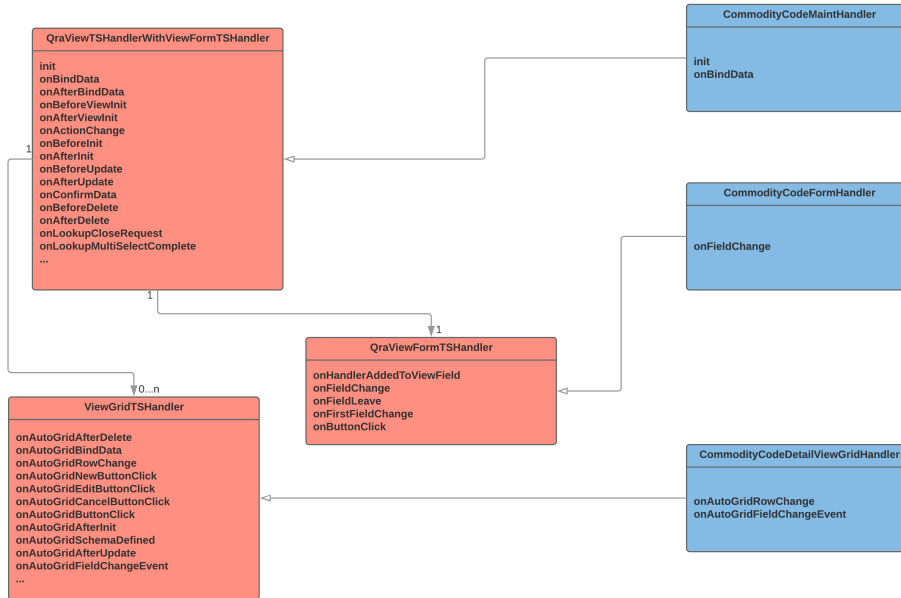 CommodityCodeMaintHandler
init
onBindData
QraViewTSHandlerWithViewFormTSHandler
init
onBindData
onAfterBindData
onBeforeViewInit
onAfterViewInit
onActionChange
onBeforeInit
onAfterInit
onBeforeUpdate
onAfterUpdate
onConfirmData
onBeforeDelete
onAfterDelete
onLookupCloseRequest
onLookupMultiSelectComplete
...
1
1
CommodityCodeFormHandler
onFieldChange
1
QraViewFormTSHandler
onHandlerAddedToViewField
onFieldChange
onFieldLeave
onFirstFieldChange
onButtonClick
0...n
ViewGridTSHandler
onAutoGridAfterDelete
onAutoGridBindData
onAutoGridRowChange
onAutoGridNewButtonClick
onAutoGridEditButtonClick
onAutoGridCancelButtonClick
onAutoGridButtonClick
onAutoGridAfterInit
onAutoGridSchemaDefined
onAutoGridAfterUpdate
onAutoGridFieldChangeEvent
...
CommodityCodeDetailViewGridHandler
onAutoGridRowChange
onAutoGridFieldChangeEvent